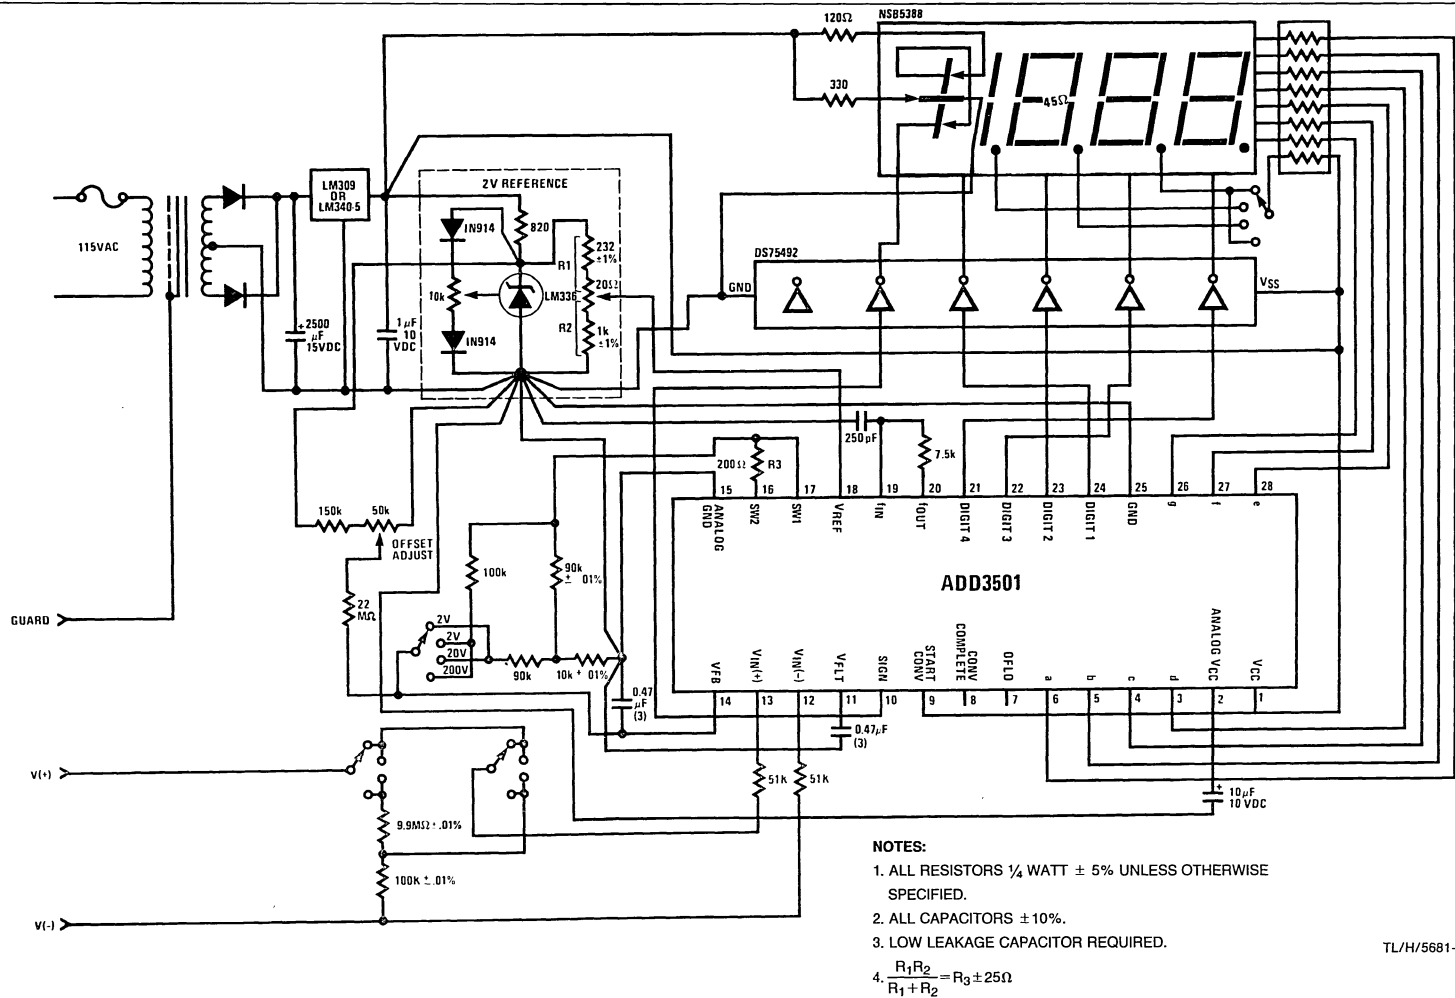 NSB5388
120Ω
330
45Ω
115VAC
LM309
OR
LM340-5
2V REFERENCE
IN914
820
232
±1%
R1
20Ω
10k
LM336
R2
1k
±1%
IN914
+2500
μF
15VDC
1μF
10
VDC
DS75492
GND
VSS
250pF
7.5k
200Ω
R3
15 16 17 18 19 20 21 22 23 24 25 26 27 28
ANALOG
GND
SW2
SW1
VREF
fIN
fOUT
DIGIT 4
DIGIT 3
DIGIT 2
DIGIT 1
GND
g
f
e
ADD3501
150k
50k
OFFSET
ADJUST
100k
90k
± 01%
22
MΩ
GUARD
2V
2V
20V
200V
90k
10k + 01%
VFB
VIN(+)
VIN(-)
VFLT
SIGN
START
CONV
CONV
COMPLETE
OFLO
a
b
c
d
ANALOG VCC
VCC
14 13 12 11 10 9 8 7 6 5 4 3 2 1
0.47
μF
(3)
0.47μF
(3)
51k
51k
V(+)
9.9MΩ ± .01%
100K ± .01%
V(-)
+
10μF
10 VDC
NOTES:
1. ALL RESISTORS ¼ WATT ± 5% UNLESS OTHERWISE
SPECIFIED.
2. ALL CAPACITORS ±10%.
3. LOW LEAKAGE CAPACITOR REQUIRED.
4. R1R2 / R1+R2 = R3 ±25Ω
TL/H/5681-